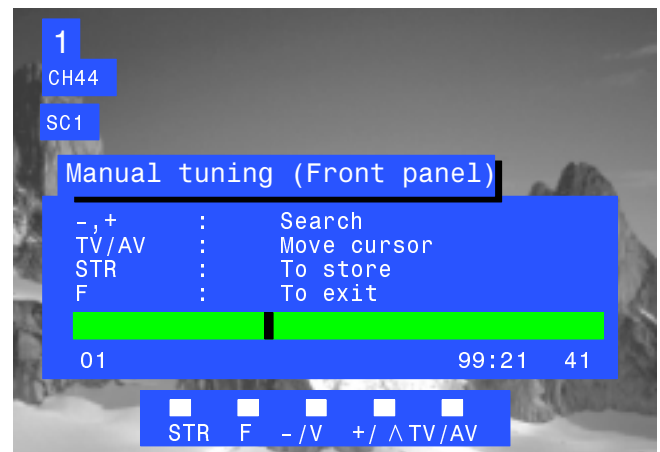 1
CH44
SC1
Manual tuning (Front panel)
-,+ : Search
TV/AV : Move cursor
STR : To store
F : To exit
01 99:21 41
STR F -/V +/∧ TV/AV